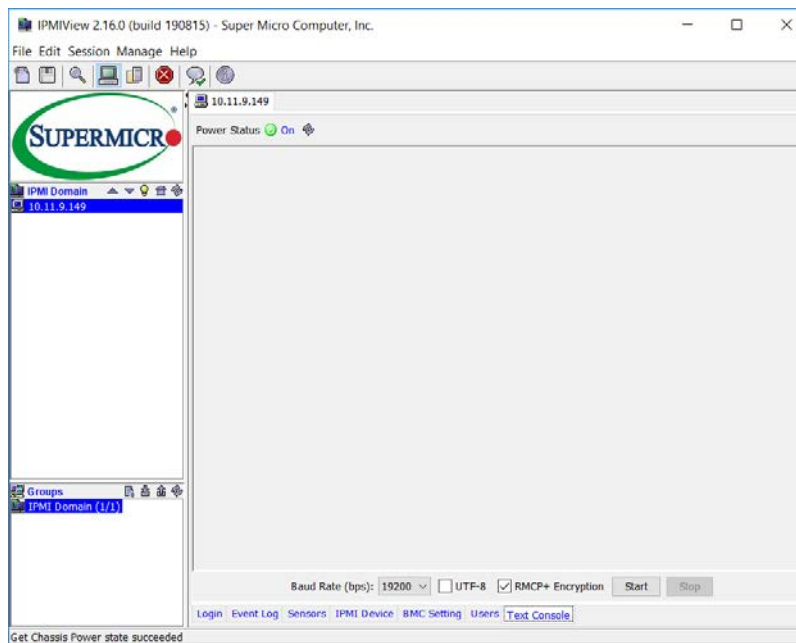 IPMIView 2.16.0 (build 190815) - Super Micro Computer, Inc.
File Edit Session Manage Help
SUPERMICR
®
IPMI Domain
10.11.9.149
10.11.9.149
Power Status On
Groups
IPMI Domain (1/1)
Baud Rate (bps): 19200 UTF-8 RMCP+ Encryption Start Stop
Login Event Log Sensors IPMI Device BMC Setting Users Text Console
Get Chassis Power state succeeded